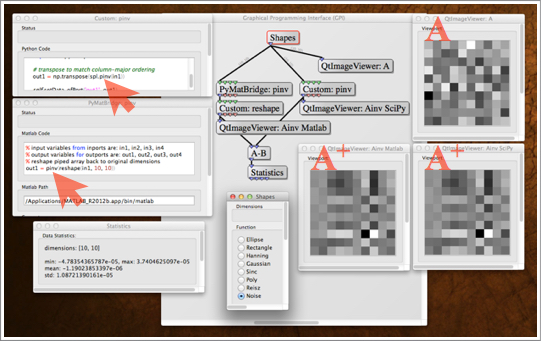 Custom: pinv
Status
Python Code
# transpose to match column-major ordering
out1 = np.transpose(spl.pinv(in1))
PyMatBridge: pinv
Status
Matlab Code
% input variables from inports are: in1, in2, in3, in4
% output variables for outports are: out1, out2, out3, out4
% reshape piped array back to original dimensions
out1 = pinv(reshape(in1, 10, 10));
Matlab Path
/Applications/MATLAB_R2012b.app/bin/matlab
Statistics
Data Statistics:
dimensions: [10, 10]
min: -4.78354365787e-05, max: 3.7404625097e-05
mean: -1.19023853397e-06
std: 1.08721390161e-05
Graphical Programming Interface (GPI)
Shapes
QtImageViewer: A
PyMatBridge: pinv
Custom: pinv
Custom: reshape
QtImageViewer: Ainv SciPy
QtImageViewer: Ainv Matlab
A-B
Statistics
Shapes
Dimensions
Function
Ellipse
Rectangle
Hanning
Gaussian
Sinc
Poly
Reisz
Noise
QtImageViewer: A
Viewport
A
QtImageViewer: Ainv Matlab
Viewport
A+
QtImageViewer: Ainv SciPy
Viewport
A+